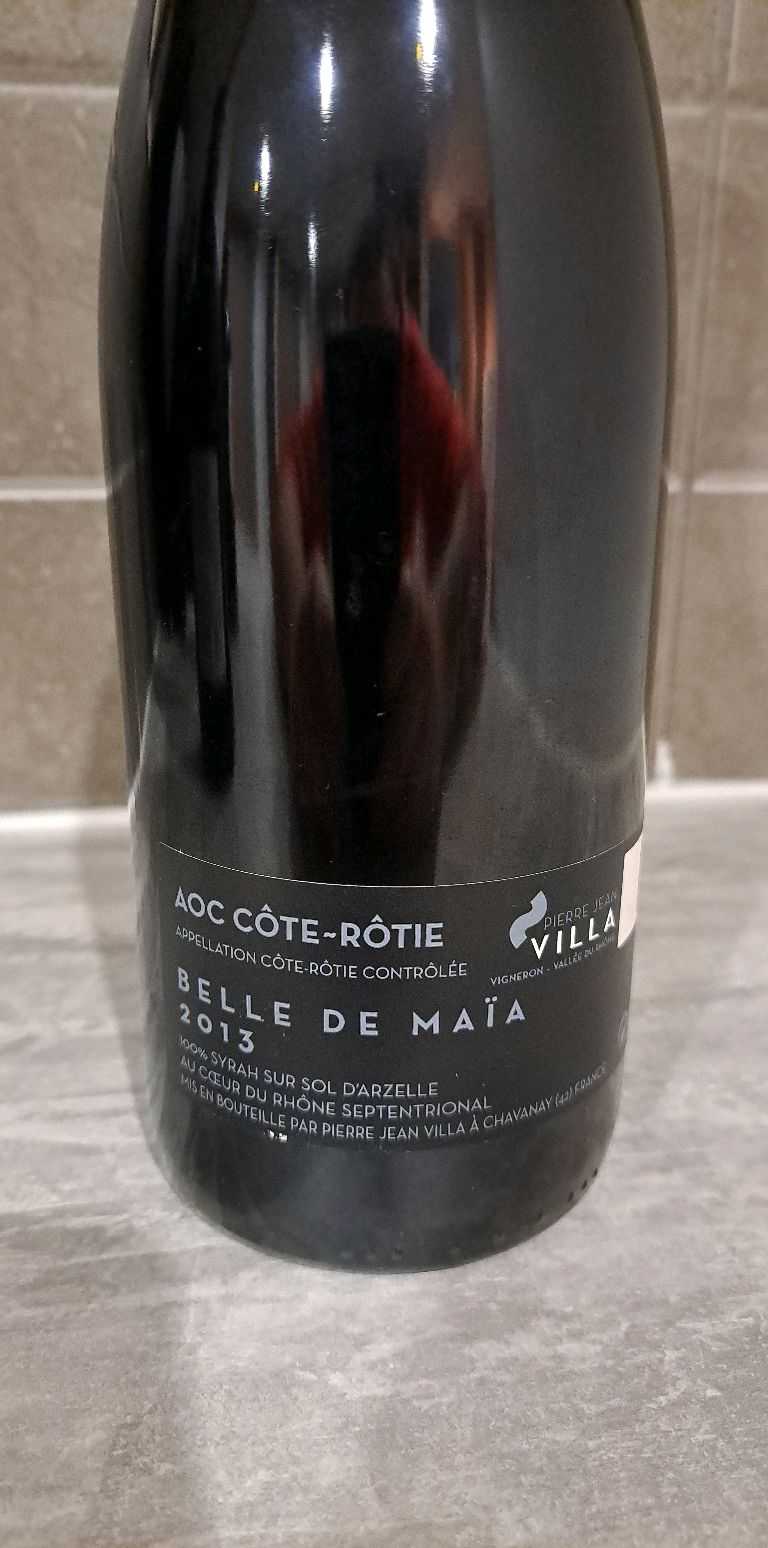 AOC CÔTE~RÔTIE
APPELLATION CÔTE-RÔTIE CONTRÔLÉE
PIERRE JEAN
VILLA
VIGNERON - VALLÉE DU RHÔNE
BELLE DE MAÏA
2013
100% SYRAH SUR SOL D'ARZELLE
AU CŒUR DU RHÔNE SEPTENTRIONAL
MIS EN BOUTEILLE PAR PIERRE JEAN VILLA À CHAVANAY (42) FRANCE